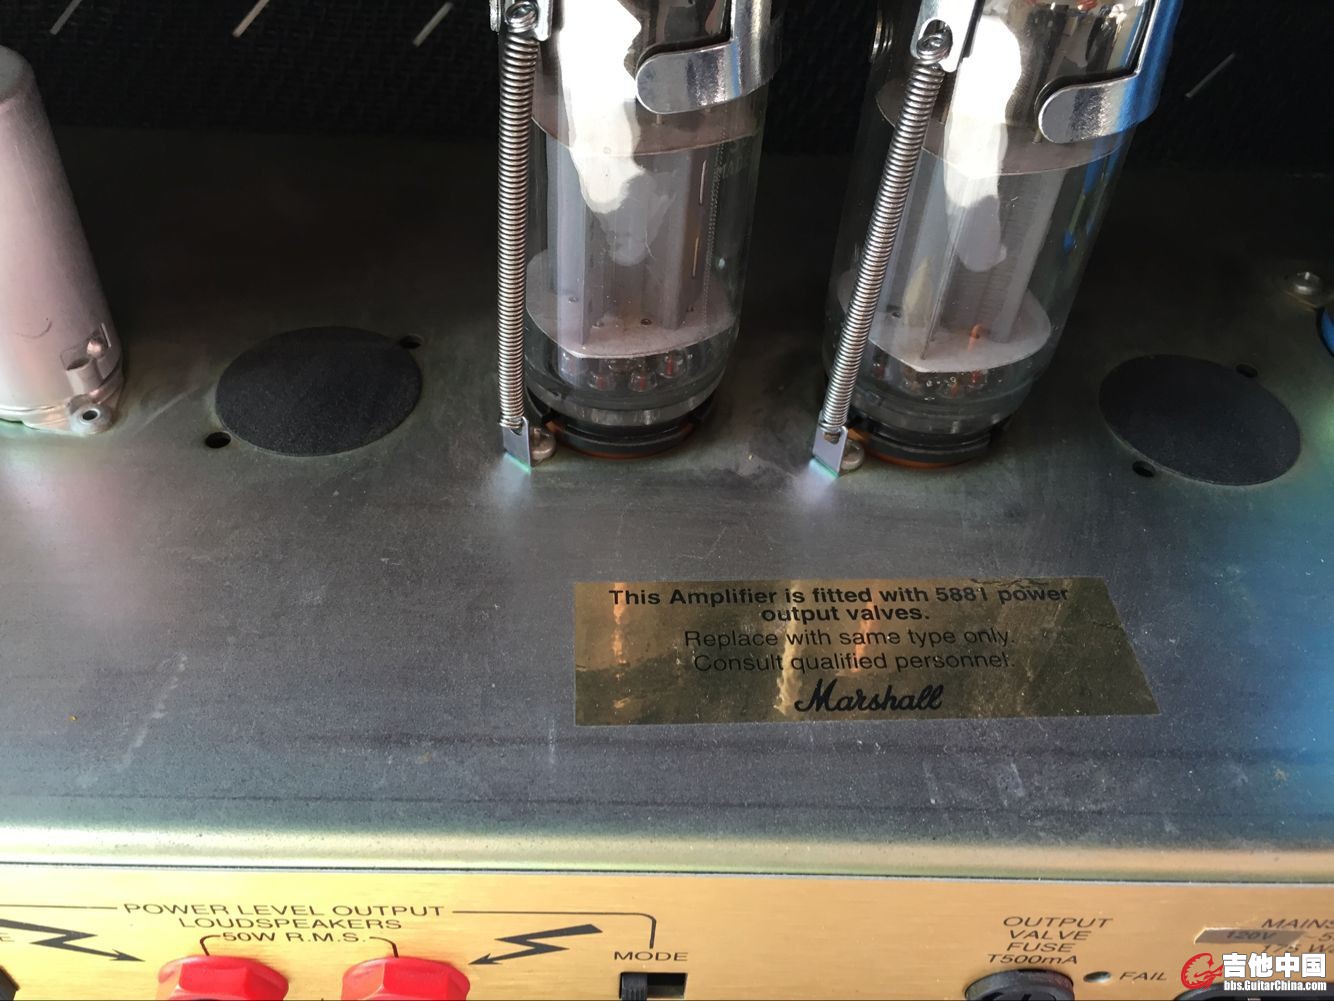 This Amplifier is fitted with 5881 power
output valves.
Replace with same type only.
Consult qualified personnel.
Marshall
POWER LEVEL OUTPUT
LOUDSPEAKERS
50W R.M.S.
MODE
OUTPUT
VALVE
FUSE
T500mA
FAIL
MAINS
120V
175 W
吉他中国
bbs.GuitarChina.com